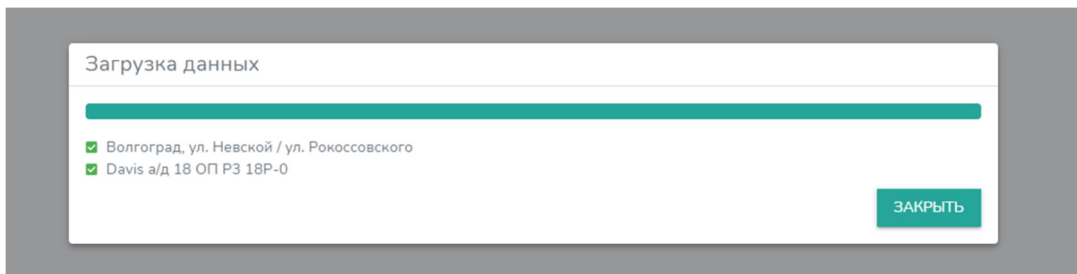 Загрузка данных
Волгоград, ул. Невской / ул. Рокоссовского
Davis а/д 18 ОП РЗ 18Р-0
ЗАКРЫТЬ